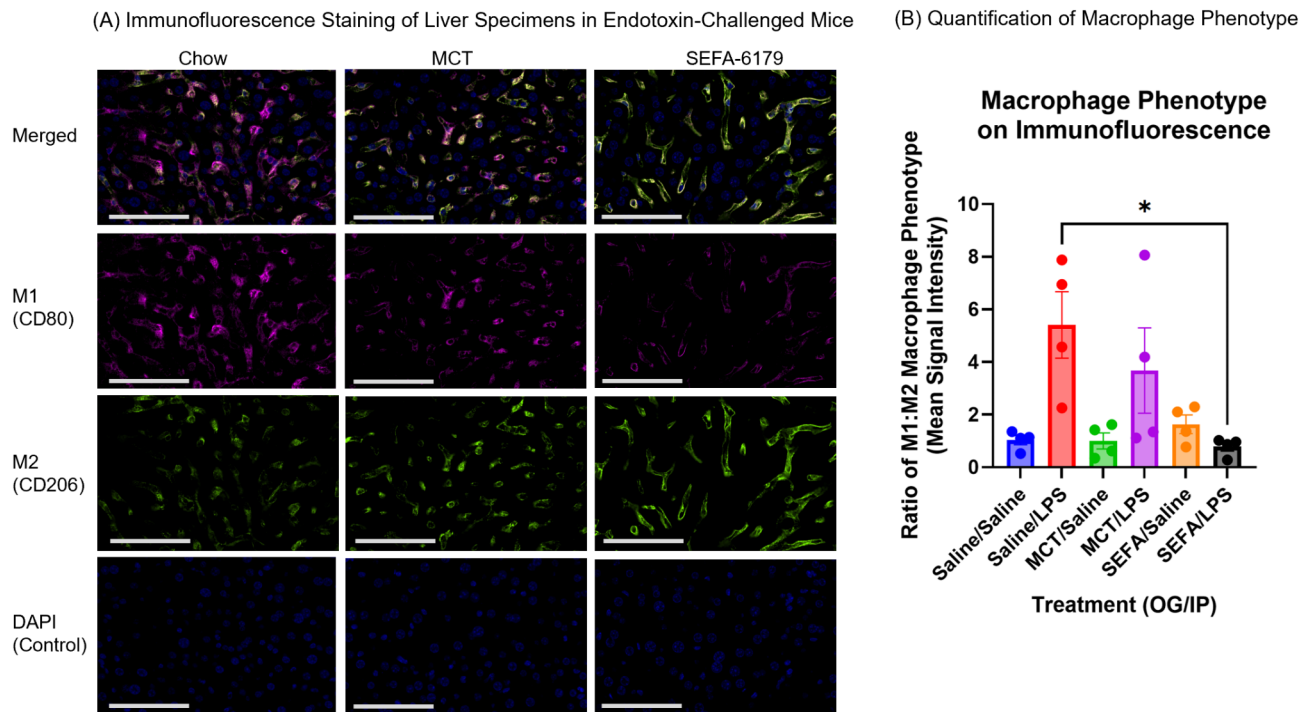 (A) Immunofluorescence Staining of Liver Specimens in Endotoxin-Challenged Mice
Chow
MCT
SEFA-6179
Merged
M1
(CD80)
M2
(CD206)
DAPI
(Control)
(B) Quantification of Macrophage Phenotype
Macrophage Phenotype
on Immunofluorescence
Ratio of M1:M2 Macrophage Phenotype
(Mean Signal Intensity)
10
8
6
4
2
0
*
Saline/Saline
Saline/LPS
MCT/Saline
MCT/LPS
SEFA/Saline
SEFA/LPS
Treatment (OG/IP)